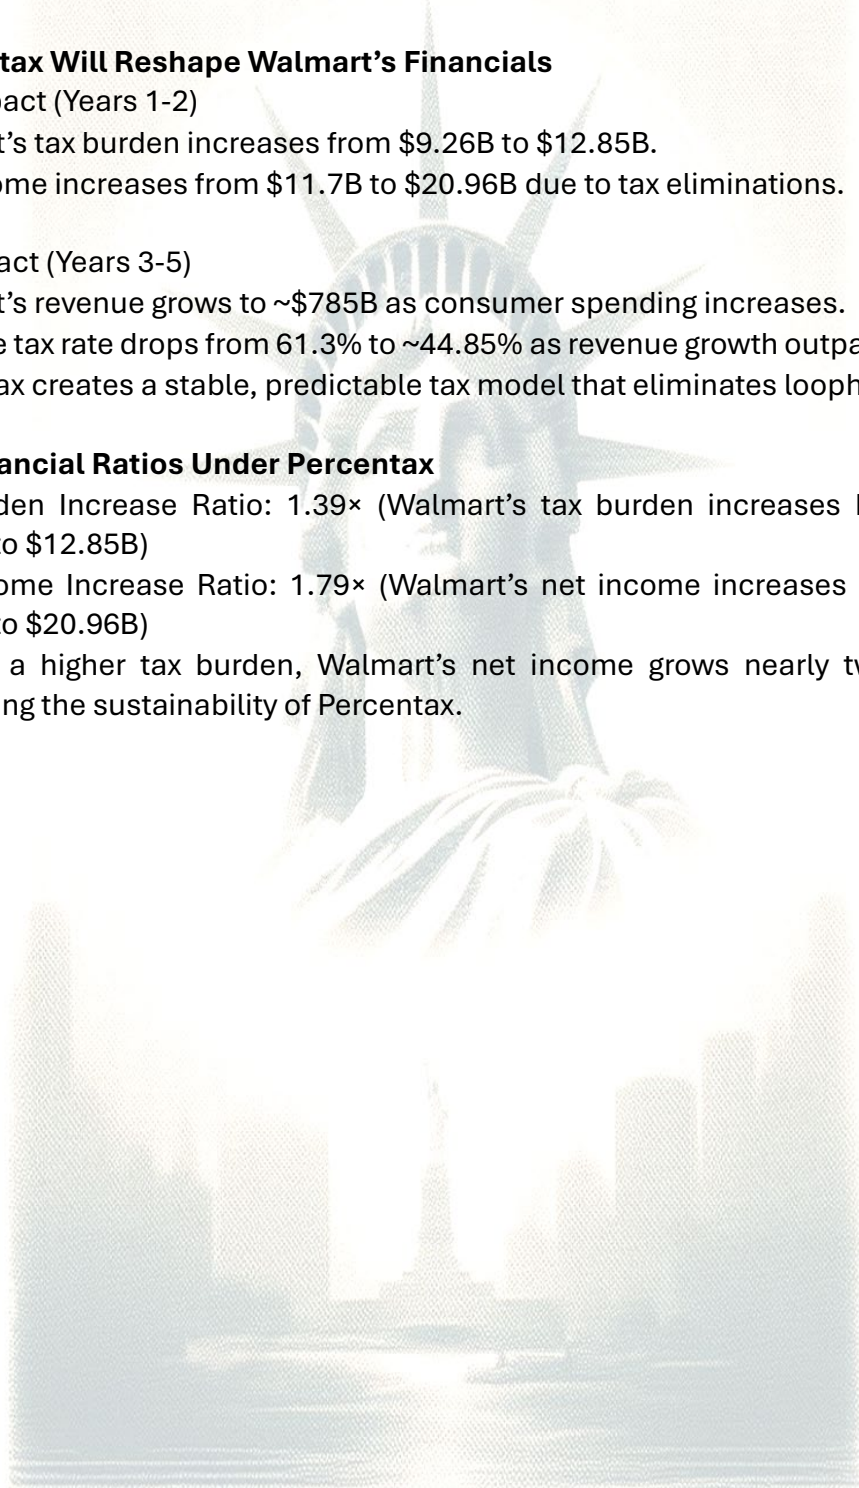 tax Will Reshape Walmart’s Financials
pact (Years 1-2)
t’s tax burden increases from $9.26B to $12.85B.
ome increases from $11.7B to $20.96B due to tax eliminations.
act (Years 3-5)
t’s revenue grows to ~$785B as consumer spending increases.
e tax rate drops from 61.3% to ~44.85% as revenue growth outpa
ax creates a stable, predictable tax model that eliminates looph
ancial Ratios Under Percentax
den Increase Ratio: 1.39× (Walmart’s tax burden increases
to $12.85B)
ome Increase Ratio: 1.79× (Walmart’s net income increases
to $20.96B)
a higher tax burden, Walmart’s net income grows nearly tw
ing the sustainability of Percentax.